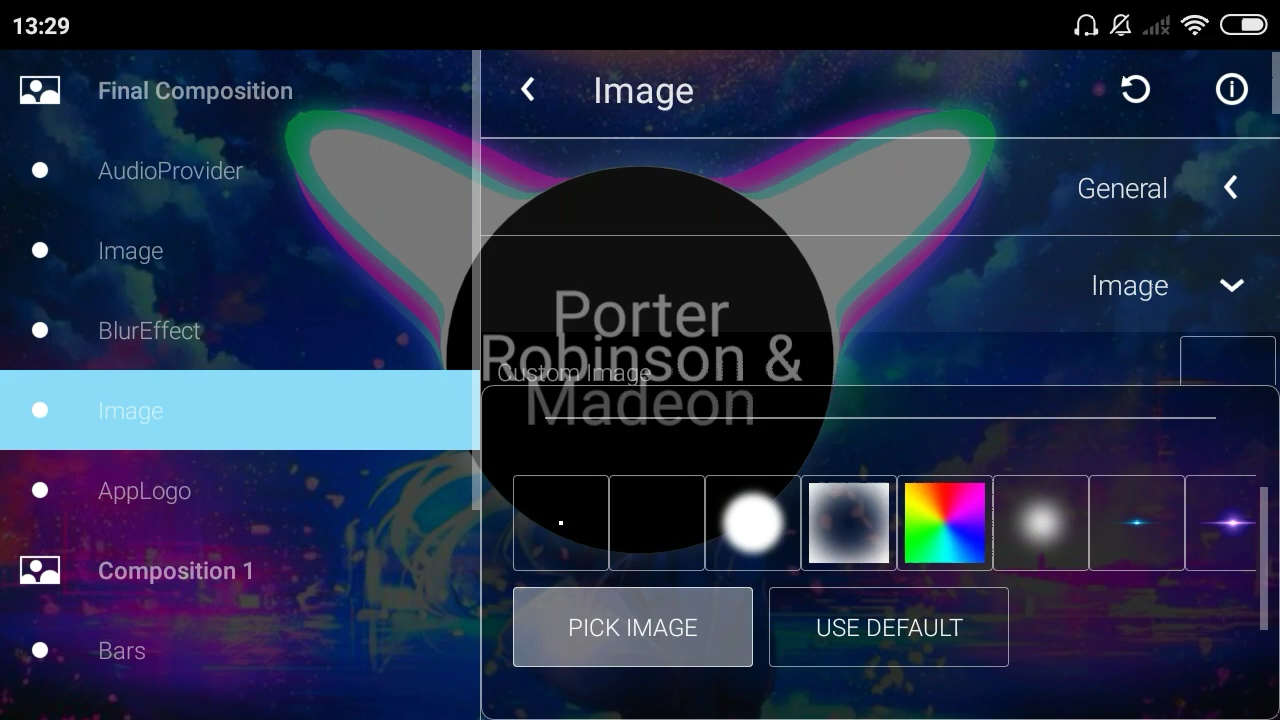 13:29
Final Composition
AudioProvider
Image
BlurEffect
Image
AppLogo
Composition 1
Bars
Image
General
Image
Custom Image
Porter
Robinson &
Madeon
PICK IMAGE
USE DEFAULT